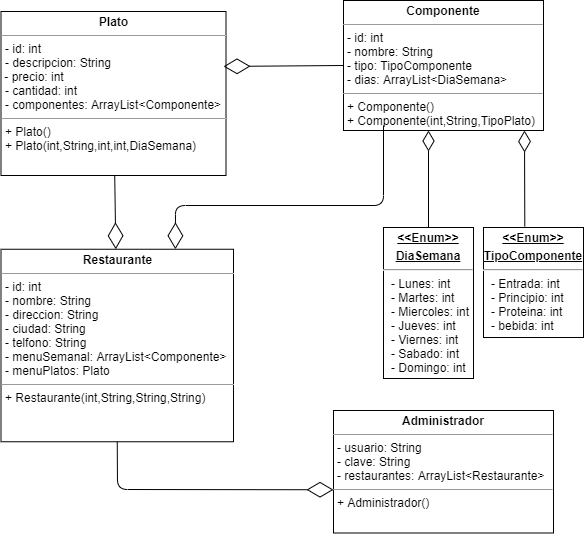 Plato
- id: int
- descripcion: String
- precio: int
- cantidad: int
- componentes: ArrayList<Componente>
+ Plato()
+ Plato(int,String,int,int,DiaSemana)
Componente
- id: int
- nombre: String
- tipo: TipoComponente
- dias: ArrayList<DiaSemana>
+ Componente()
+ Componente(int,String,TipoPlato)
Restaurante
- id: int
- nombre: String
- direccion: String
- ciudad: String
- telfono: String
- menuSemanal: ArrayList<Componente>
- menuPlatos: Plato
+ Restaurante(int,String,String,String)
<<Enum>>
DiaSemana
- Lunes: int
- Martes: int
- Miercoles: int
- Jueves: int
- Viernes: int
- Sabado: int
- Domingo: int
<<Enum>>
TipoComponente
- Entrada: int
- Principio: int
- Proteina: int
- bebida: int
Administrador
- usuario: String
- clave: String
- restaurantes: ArrayList<Restaurante>
+ Administrador()